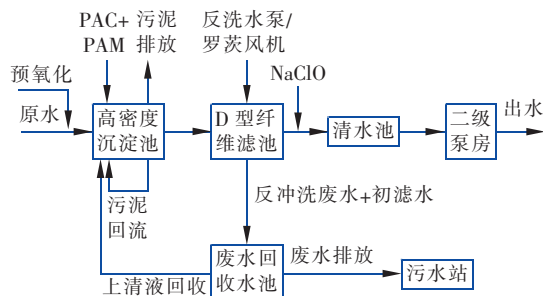 PAC+
PAM
污泥
排放
反洗水泵/
罗茨风机
预氧化
NaClO
原水
高密度
沉淀池
D 型纤
维滤池
清水池
二级
泵房
出水
污泥
回流
反冲洗废水+初滤水
上清液回收
废水回
收水池
废水排放
污水站